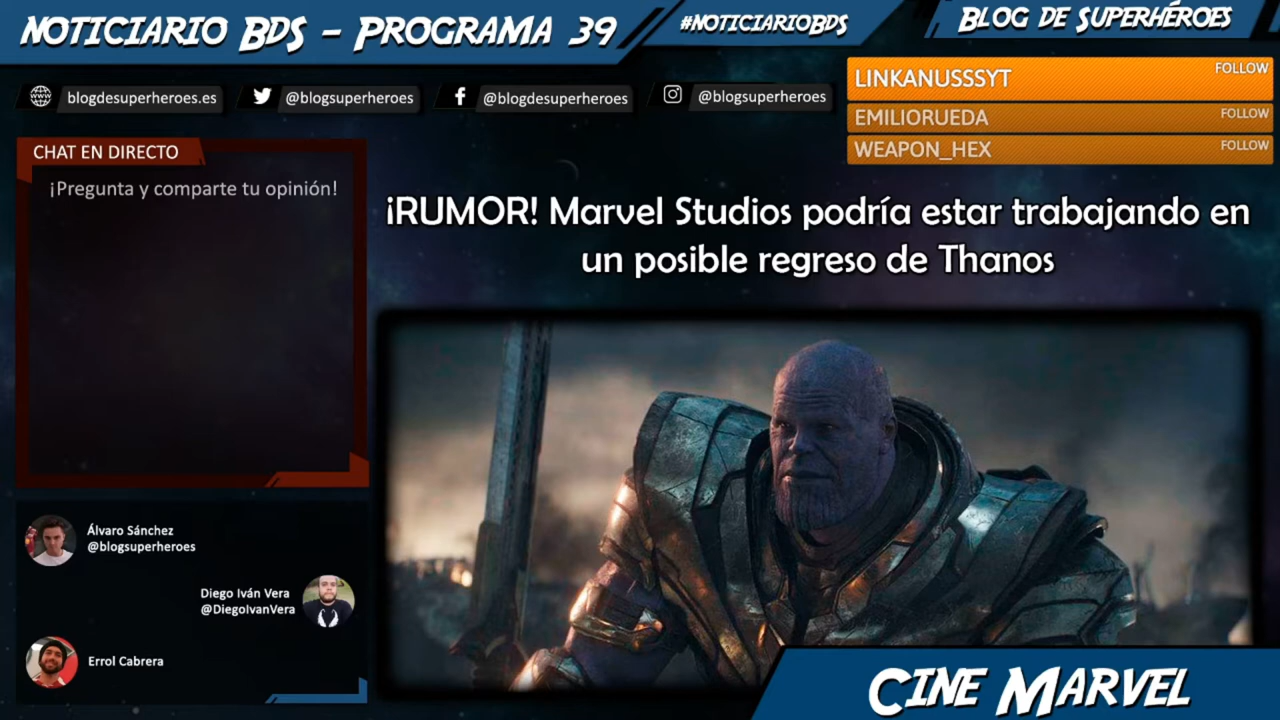 NOTICIARIO BDS - PROGRAMA 39
#NOTICIARIOBDS
BLOG DE SUPERHÉROES
blogdesuperheroes.es
@blogsuperheroes
@blogdesuperheroes
@blogsuperheroes
LINKANUSSSYT FOLLOW
EMILIORUEDA FOLLOW
WEAPON_HEX FOLLOW
CHAT EN DIRECTO
¡Pregunta y comparte tu opinión!
¡RUMOR! Marvel Studios podría estar trabajando en
un posible regreso de Thanos
Álvaro Sánchez
@blogsuperheroes
Diego Iván Vera
@DiegoIvanVera
Errol Cabrera
CINE MARVEL